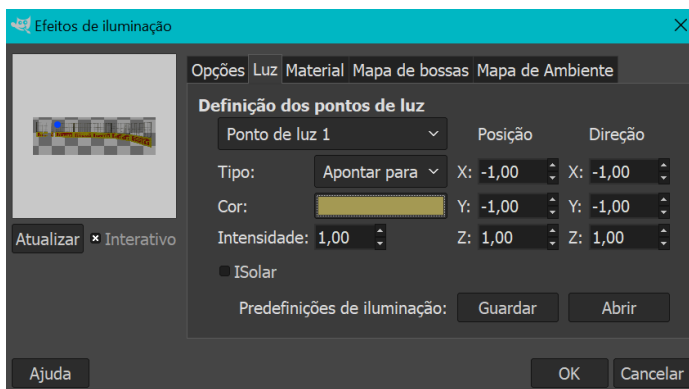 Efeitos de iluminação
Opções Luz Material Mapa de bossas Mapa de Ambiente
Definição dos pontos de luz
Ponto de luz 1 Posição Direção
Tipo: Apontar para X: -1,00 X: -1,00
Cor: Y: -1,00 Y: -1,00
Atualizar Interativo Intensidade: 1,00 Z: 1,00 Z: 1,00
ISolar
Predefinições de iluminação: Guardar Abrir
Ajuda OK Cancelar